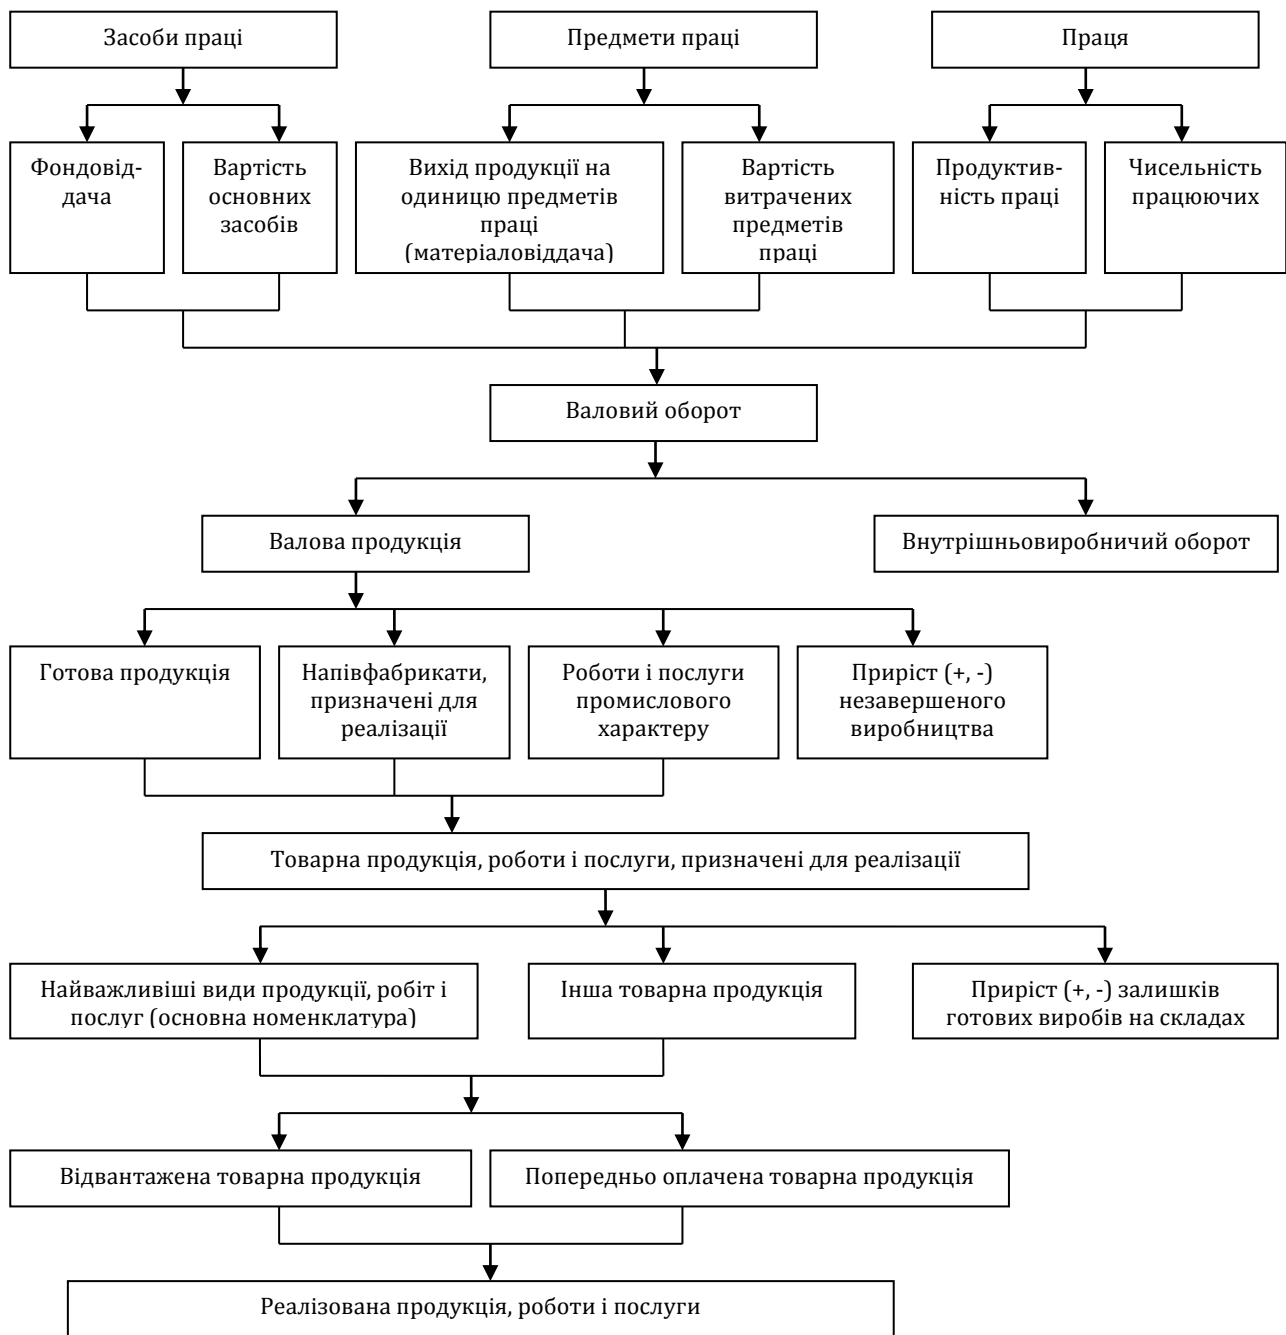 Засоби праці
Предмети праці
Праця
Фондовід-
дача
Вартість
основних
засобів
Вихід продукції на
одиницю предметів
праці
(матеріаловіддача)
Вартість
витрачених
предметів
праці
Продуктив-
ність праці
Чисельність
працюючих
Валовий оборот
Валова продукція
Внутрішньовиробничий оборот
Готова продукція
Напівфабрикати,
призначені для
реалізації
Роботи і послуги
промислового
характеру
Приріст (+, -)
незавершеного
виробництва
Товарна продукція, роботи і послуги, призначені для реалізації
Найважливіші види продукції, робіт і
послуг (основна номенклатура)
Інша товарна продукція
Приріст (+, -) залишків
готових виробів на складах
Відвантажена товарна продукція
Попередньо оплачена товарна продукція
Реалізована продукція, роботи і послуги